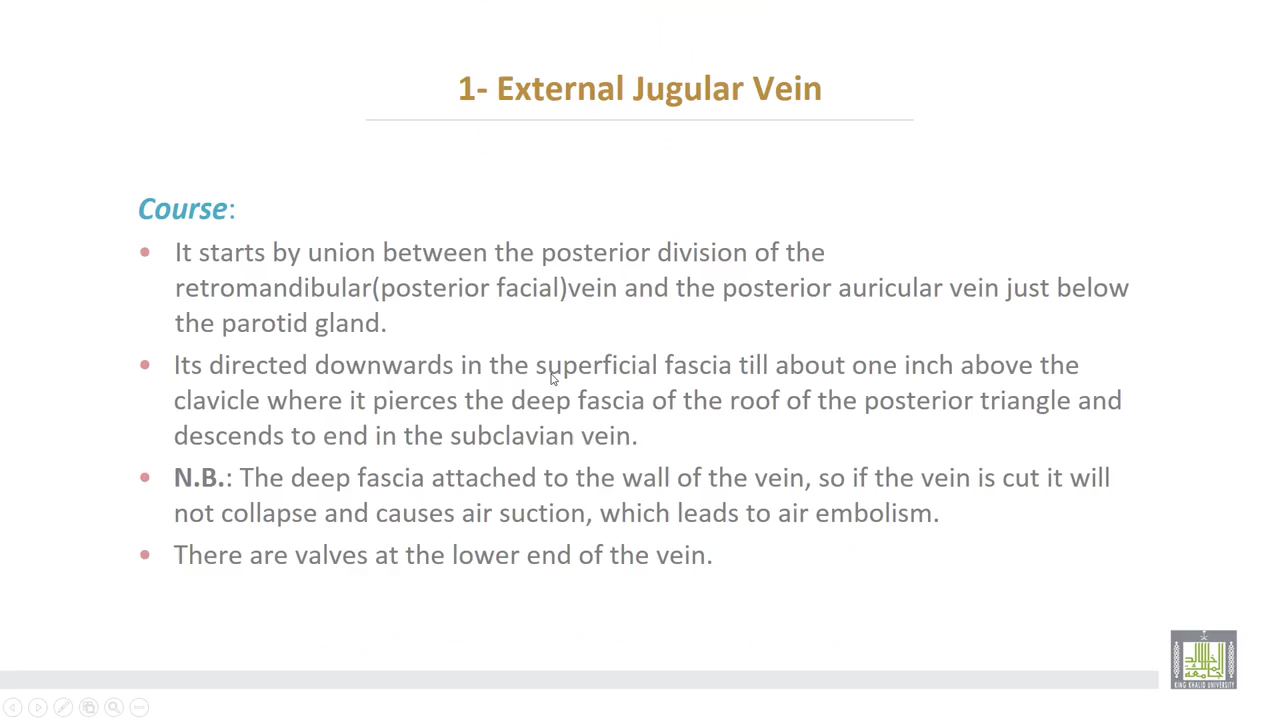 1- External Jugular Vein
Course:
• It starts by union between the posterior division of the
retromandibular(posterior facial)vein and the posterior auricular vein just below
the parotid gland.
• Its directed downwards in the superficial fascia till about one inch above the
clavicle where it pierces the deep fascia of the roof of the posterior triangle and
descends to end in the subclavian vein.
• N.B.: The deep fascia attached to the wall of the vein, so if the vein is cut it will
not collapse and causes air suction, which leads to air embolism.
• There are valves at the lower end of the vein.
KING KHALID UNIVERSITY